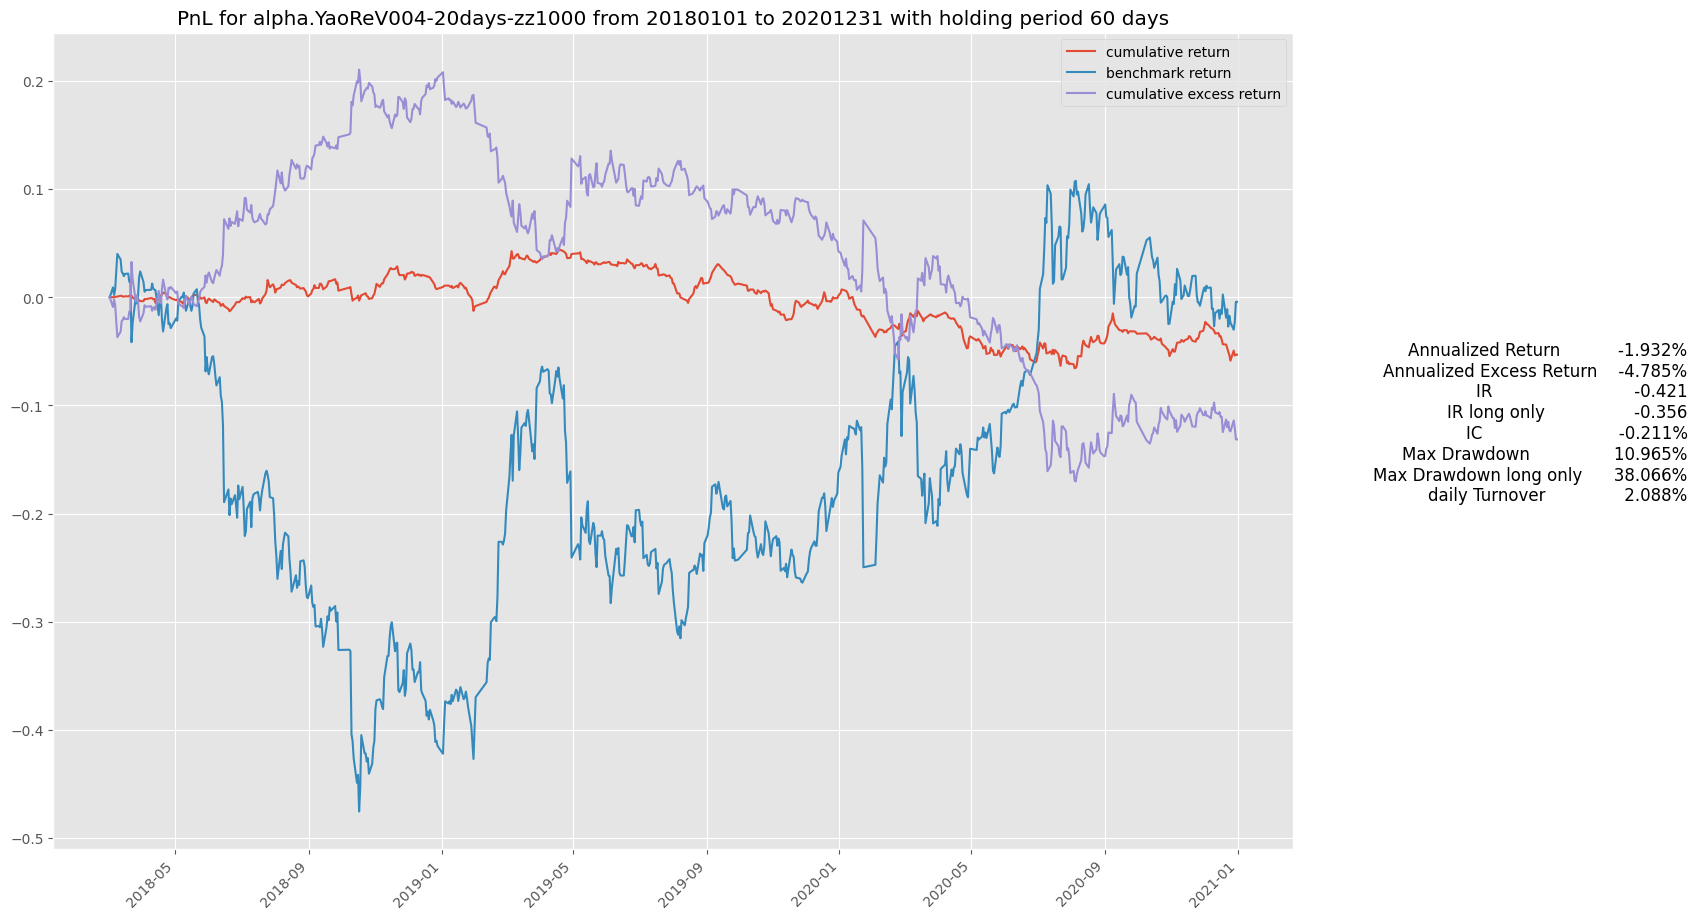 PnL for alpha.YaoReV004-20days-zz1000 from 20180101 to 20201231 with holding period 60 days
cumulative return
benchmark return
cumulative excess return
0.2
0.1
0.0
−0.1
−0.2
−0.3
−0.4
−0.5
2018-05
2018-09
2019-01
2019-05
2019-09
2020-01
2020-05
2020-09
2021-01
Annualized Return -1.932%
Annualized Excess Return -4.785%
IR -0.421
IR long only -0.356
IC -0.211%
Max Drawdown 10.965%
Max Drawdown long only 38.066%
daily Turnover 2.088%